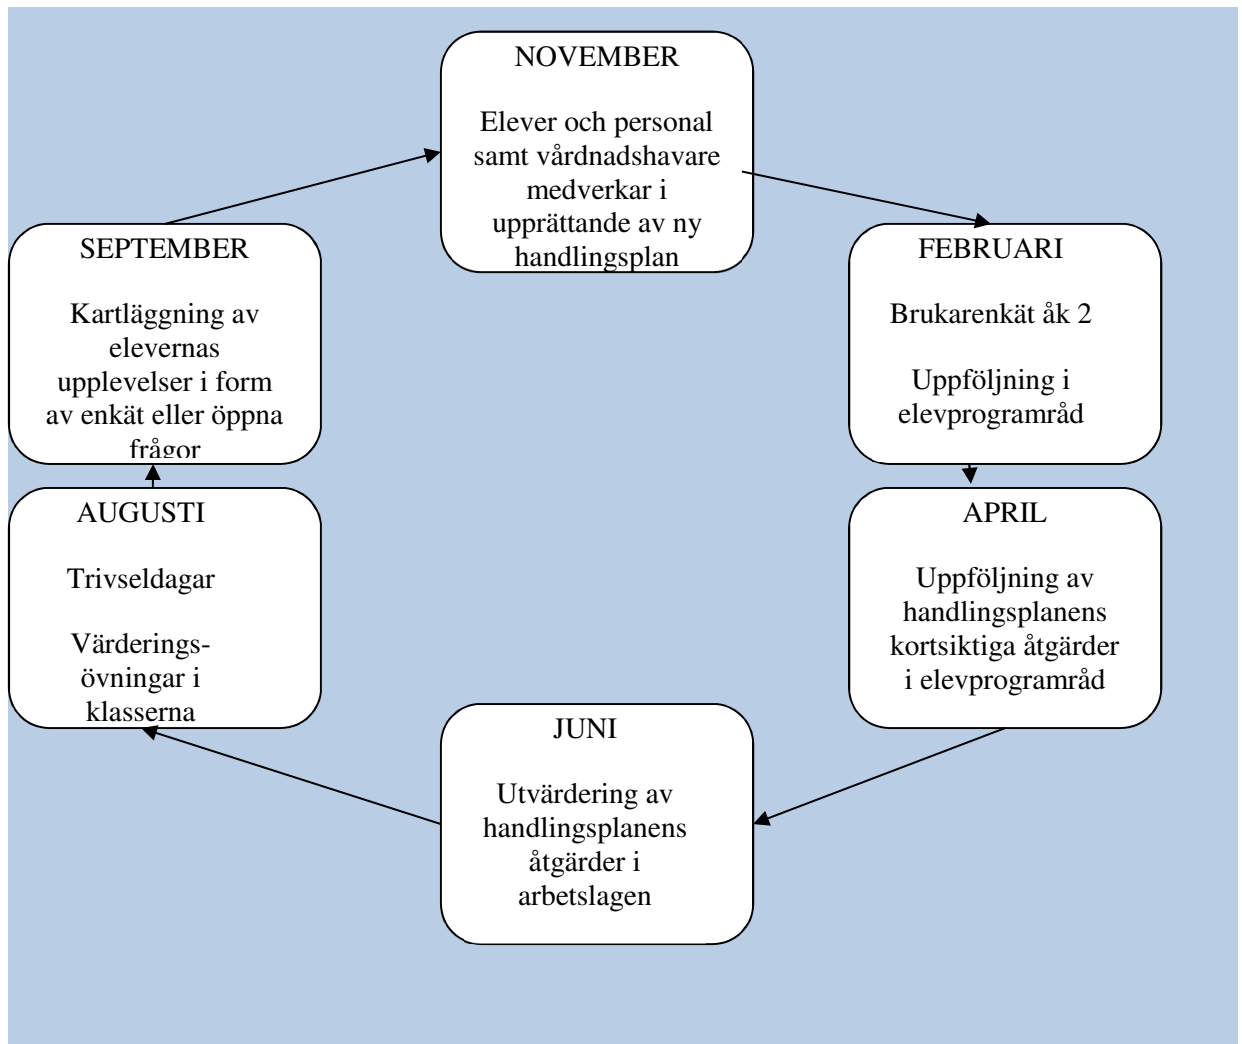 NOVEMBER
Elever och personal
samt vårdnadshavare
medverkar i
upprättande av ny
handlingsplan
SEPTEMBER
Kartläggning av
elevernas
upplevelser i form
av enkät eller öppna
frågor
FEBRUARI
Brukarenkät åk 2
Uppföljning i
elevprogramråd
AUGUSTI
Trivseldagar
Värderings-
övningar i
klasserna
APRIL
Uppföljning av
handlingsplanens
kortsiktiga åtgärder
i elevprogramråd
JUNI
Utvärdering av
handlingsplanens
åtgärder i
arbetslagen